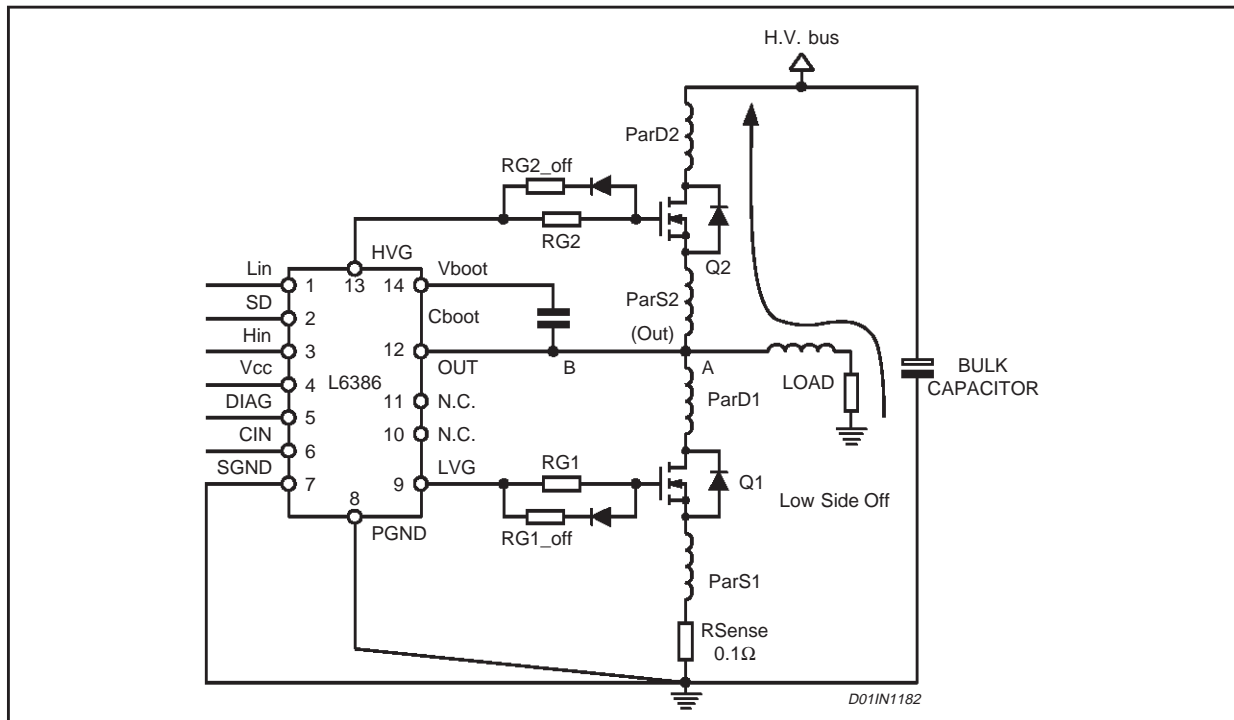 H.V. bus
ParD2
RG2_off
RG2
Q2
HVG
Lin
1
13
14
Vboot
SD
2
ParS2
Cboot
(Out)
Hin
3
12
OUT
B
A
LOAD
BULK
CAPACITOR
Vcc
4
L6386
11
N.C.
ParD1
DIAG
5
10
N.C.
CIN
6
RG1
SGND
7
9
LVG
Q1
Low Side Off
8
PGND
RG1_off
ParS1
RSense
0.1Ω
D01IN1182